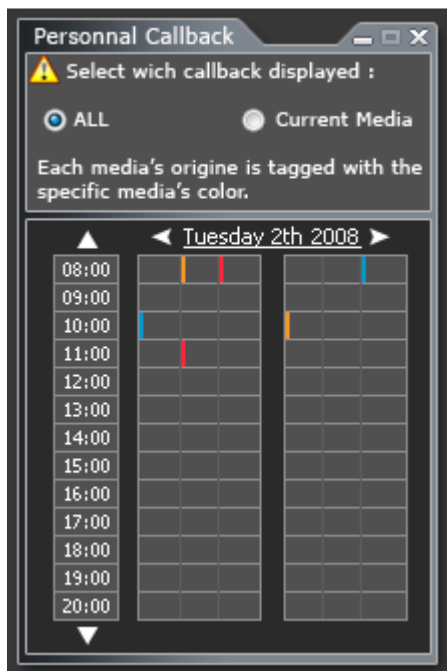 Personnal Callback
Select wich callback displayed :
ALL
Current Media
Each media's origine is tagged with the
specific media's color.
Tuesday 2th 2008
08:00
09:00
10:00
11:00
12:00
13:00
14:00
15:00
16:00
17:00
18:00
19:00
20:00